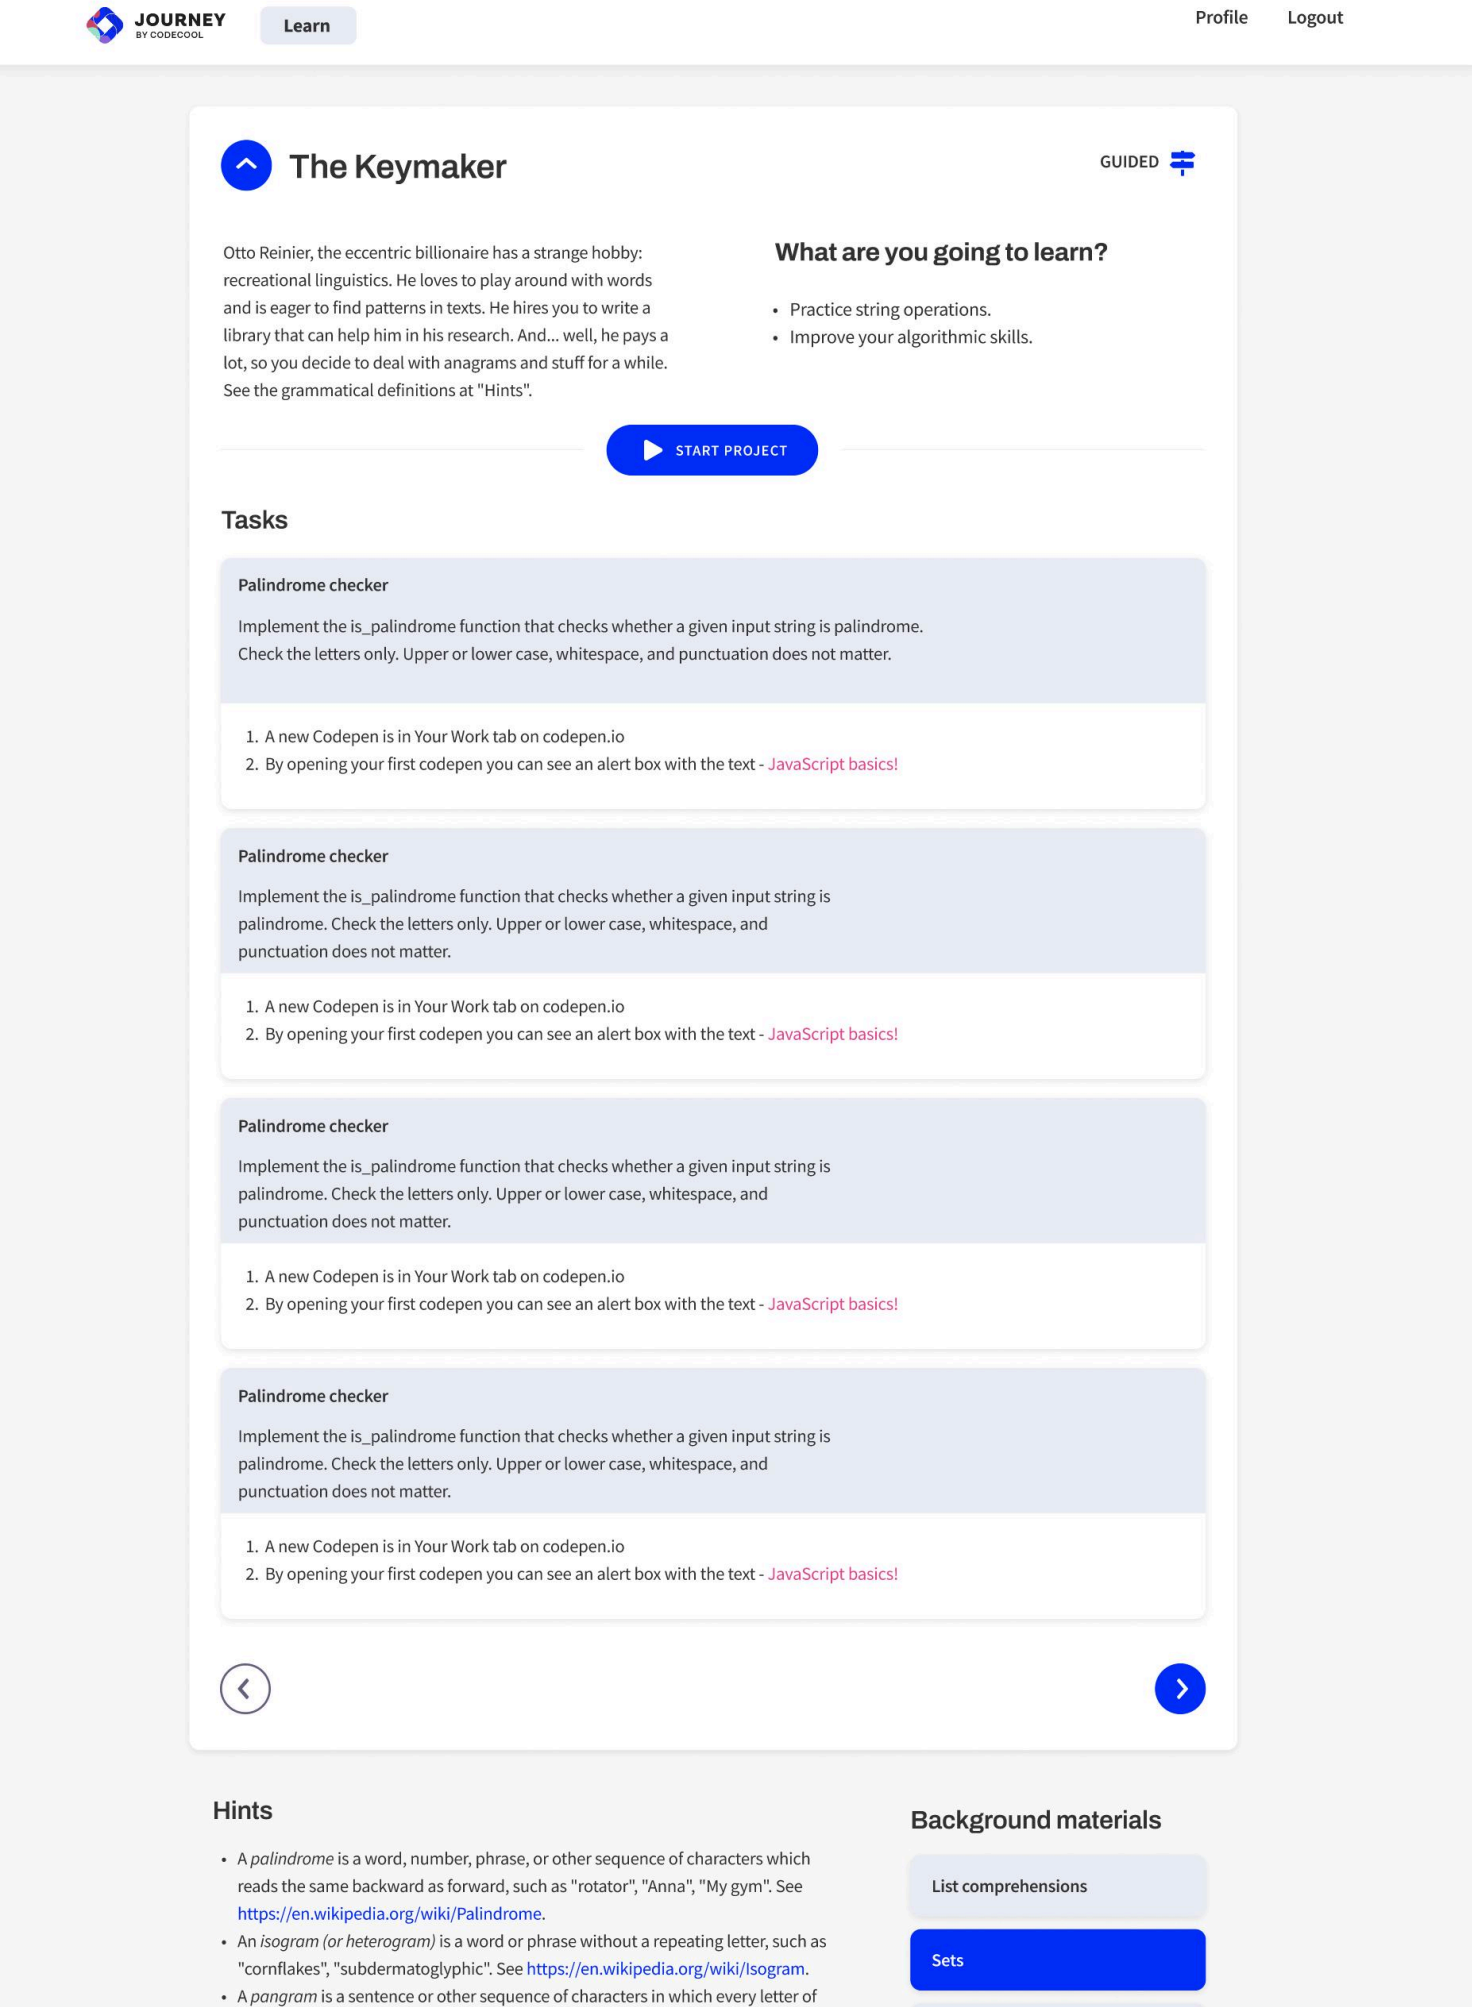 JOURNEY
BY CODECOOL
Learn
Profile
Logout
The Keymaker
GUIDED
Otto Reinier, the eccentric billionaire has a strange hobby:
recreational linguistics. He loves to play around with words
and is eager to find patterns in texts. He hires you to write a
library that can help him in his research. And... well, he pays a
lot, so you decide to deal with anagrams and stuff for a while.
See the grammatical definitions at "Hints".
What are you going to learn?
• Practice string operations.
• Improve your algorithmic skills.
START PROJECT
Tasks
Palindrome checker
Implement the is_palindrome function that checks whether a given input string is palindrome.
Check the letters only. Upper or lower case, whitespace, and punctuation does not matter.
1. A new Codepen is in Your Work tab on codepen.io
2. By opening your first codepen you can see an alert box with the text - JavaScript basics!
Palindrome checker
Implement the is_palindrome function that checks whether a given input string is
palindrome. Check the letters only. Upper or lower case, whitespace, and
punctuation does not matter.
1. A new Codepen is in Your Work tab on codepen.io
2. By opening your first codepen you can see an alert box with the text - JavaScript basics!
Palindrome checker
Implement the is_palindrome function that checks whether a given input string is
palindrome. Check the letters only. Upper or lower case, whitespace, and
punctuation does not matter.
1. A new Codepen is in Your Work tab on codepen.io
2. By opening your first codepen you can see an alert box with the text - JavaScript basics!
Palindrome checker
Implement the is_palindrome function that checks whether a given input string is
palindrome. Check the letters only. Upper or lower case, whitespace, and
punctuation does not matter.
1. A new Codepen is in Your Work tab on codepen.io
2. By opening your first codepen you can see an alert box with the text - JavaScript basics!
Hints
• A palindrome is a word, number, phrase, or other sequence of characters which
reads the same backward as forward, such as "rotator", "Anna", "My gym". See
https://en.wikipedia.org/wiki/Palindrome.
• An isogram (or heterogram) is a word or phrase without a repeating letter, such as
"cornflakes", "subdermatoglyphic". See https://en.wikipedia.org/wiki/Isogram.
• A pangram is a sentence or other sequence of characters in which every letter of
Background materials
List comprehensions
Sets